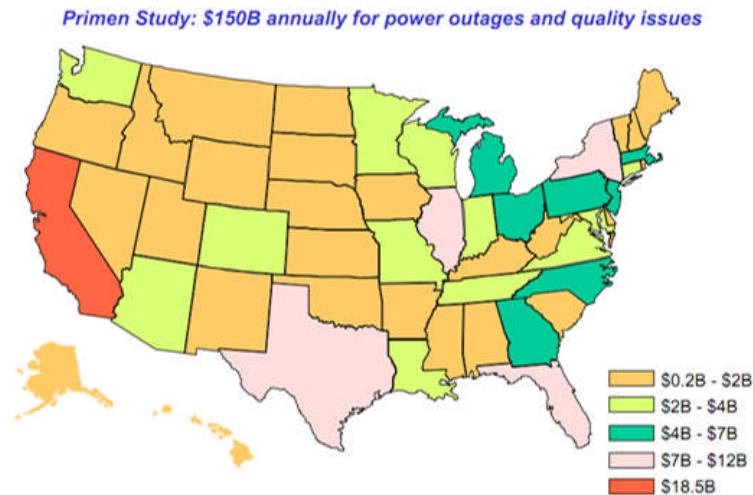 Primen Study: $150B annually for power outages and quality issues
$0.2B - $2B
$2B - $4B
$4B - $7B
$7B - $12B
$18.5B